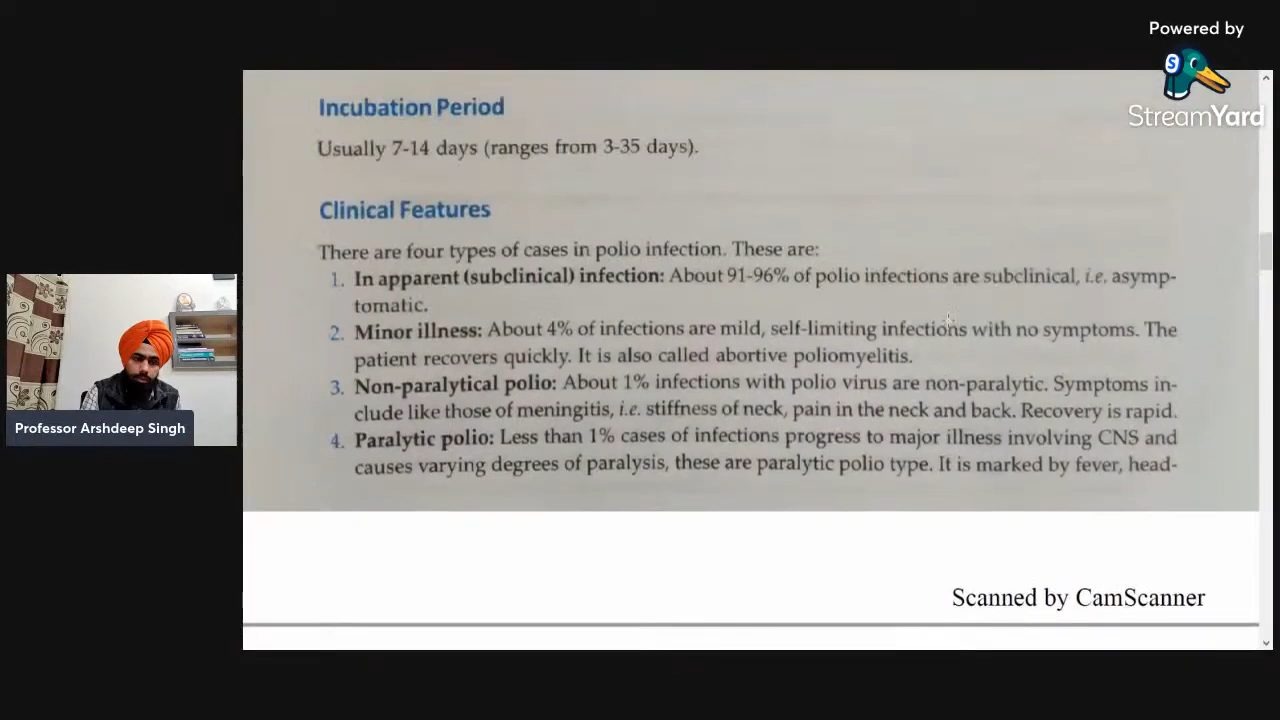 Powered by
StreamYard
Incubation Period
Usually 7-14 days (ranges from 3-35 days).
Clinical Features
There are four types of cases in polio infection. These are:
1. In apparent (subclinical) infection: About 91-96% of polio infections are subclinical, i.e. asymp-
tomatic.
2. Minor illness: About 4% of infections are mild, self-limiting infections with no symptoms. The
patient recovers quickly. It is also called abortive poliomyelitis.
3. Non-paralytical polio: About 1% infections with polio virus are non-paralytic. Symptoms in-
clude like those of meningitis, i.e. stiffness of neck, pain in the neck and back. Recovery is rapid.
4. Paralytic polio: Less than 1% cases of infections progress to major illness involving CNS and
causes varying degrees of paralysis, these are paralytic polio type. It is marked by fever, head-
Professor Arshdeep Singh
Scanned by CamScanner